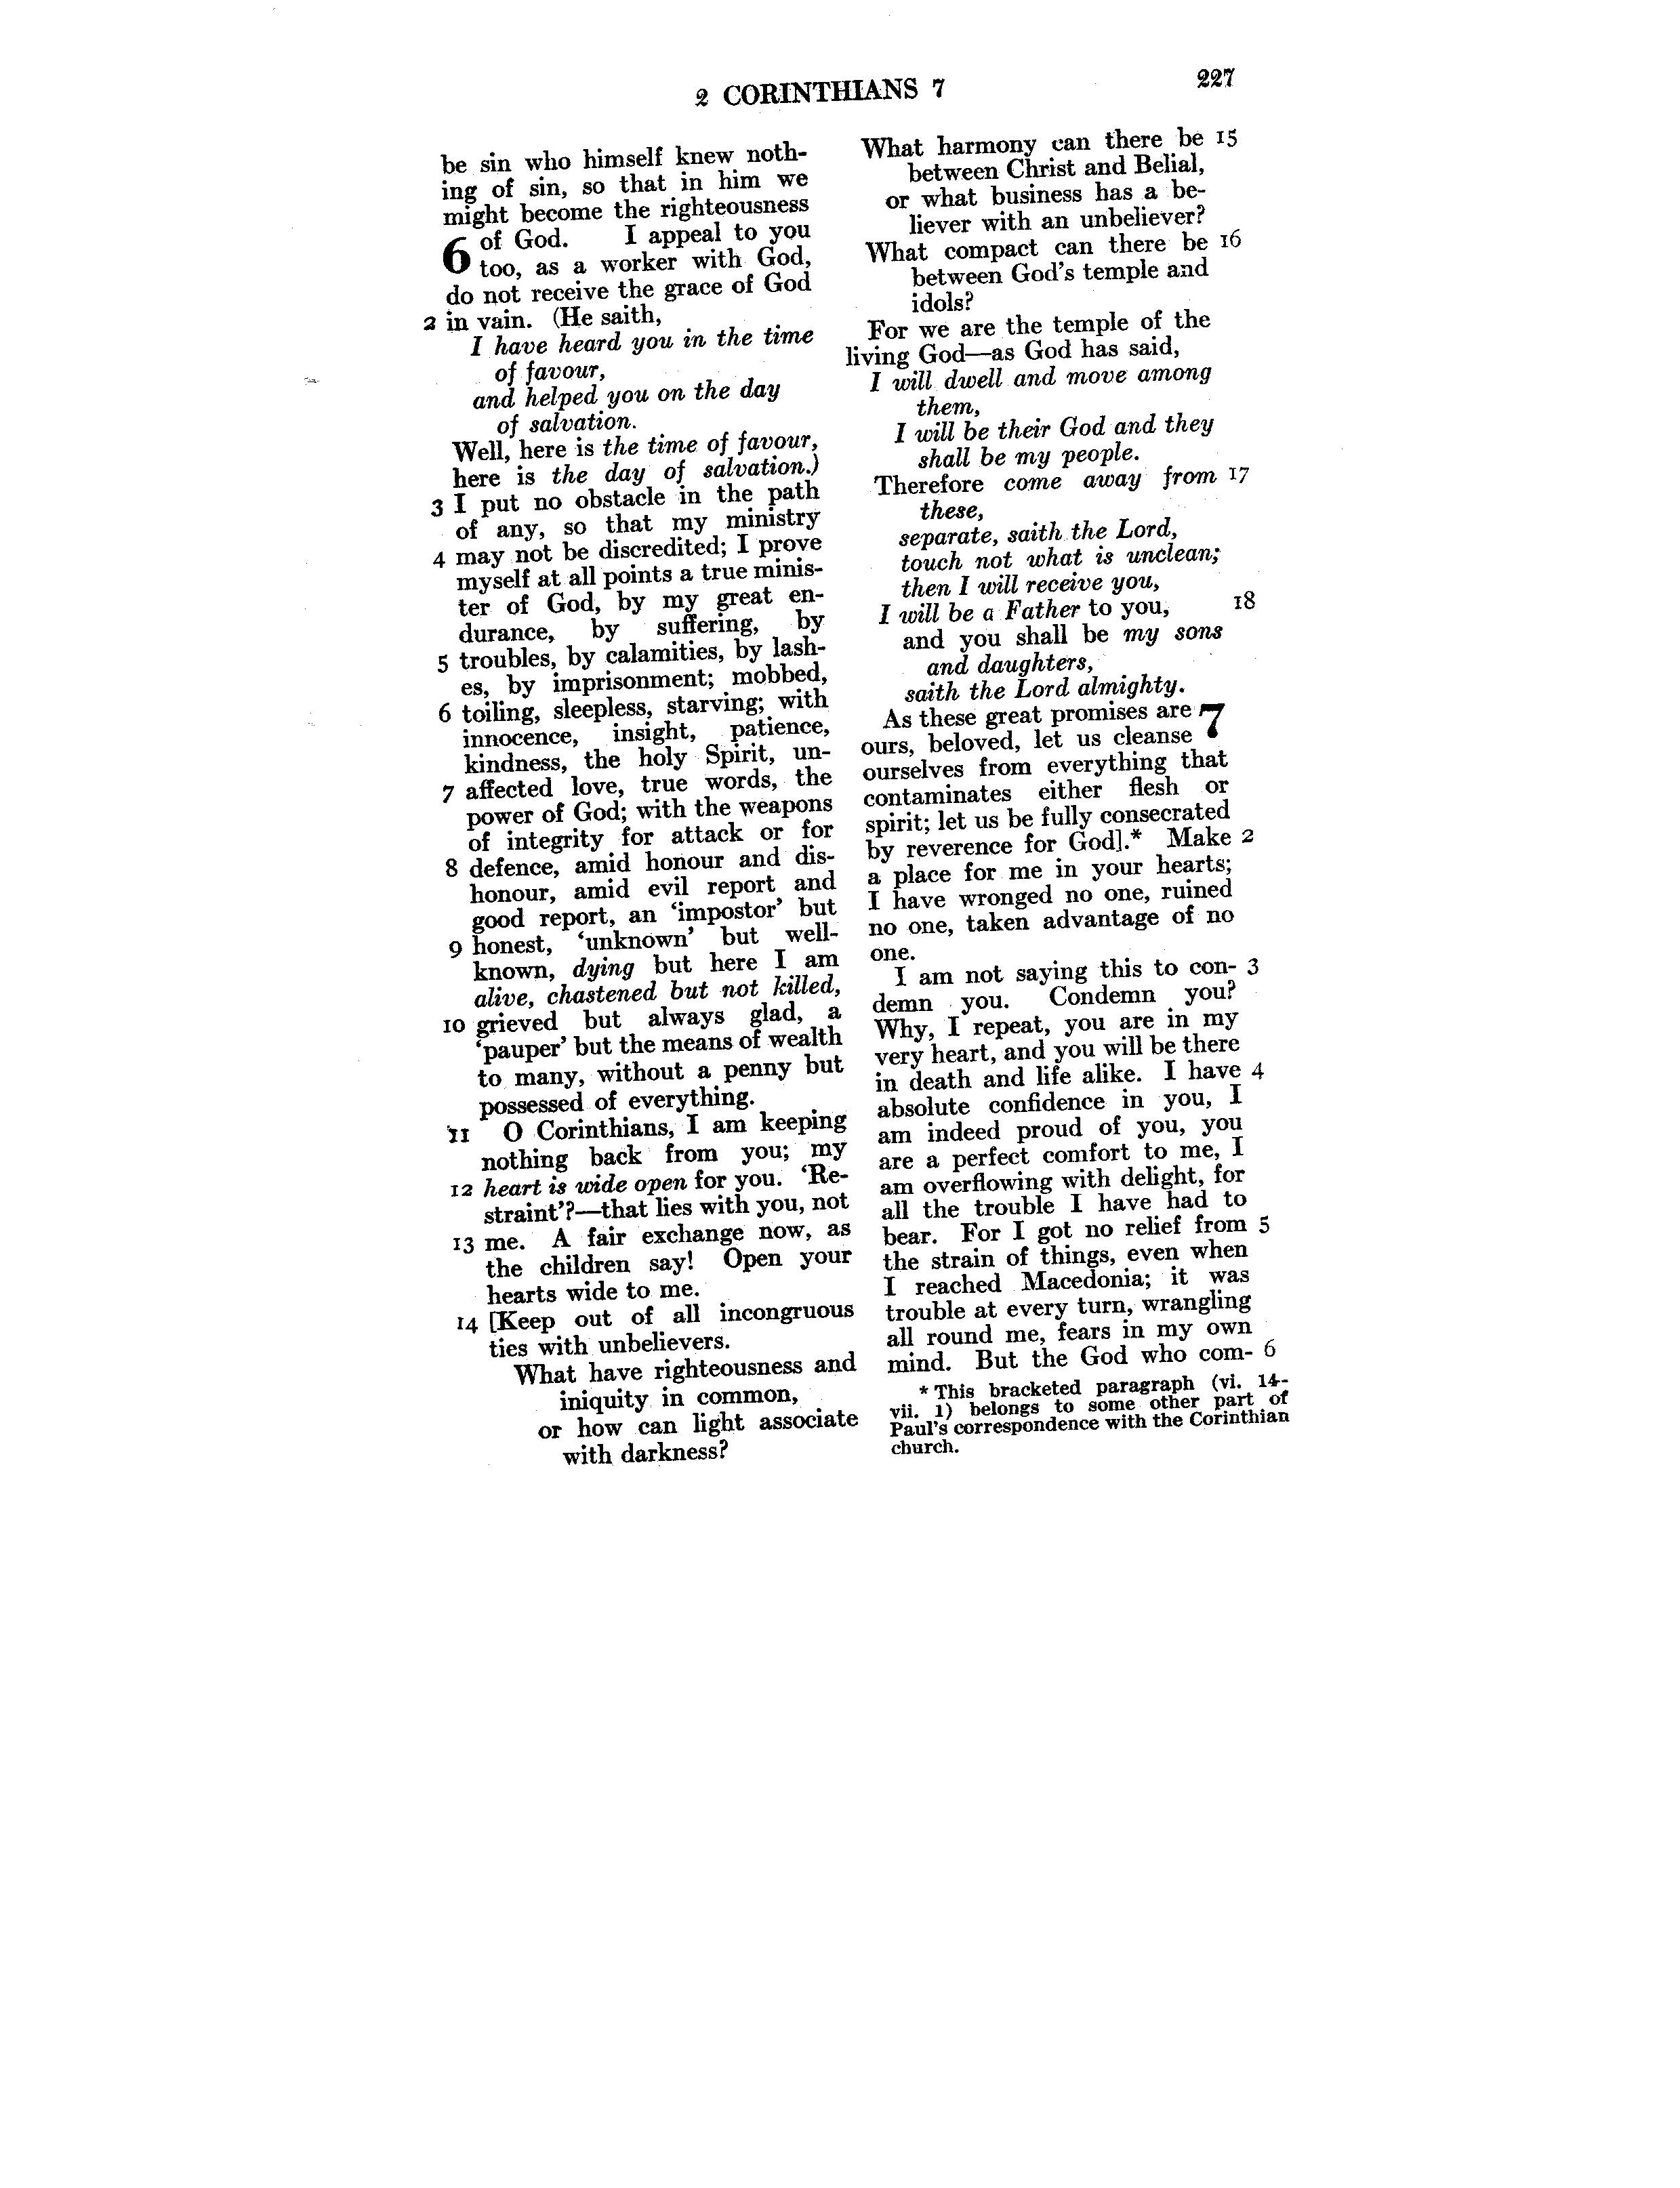 2 CORINTHIANS 7
227
be sin who himself knew noth-
ing of sin, so that in him we
might become the righteousness
6 of God. I appeal to you
too, as a worker with God,
do not receive the grace of God
2 in vain. (He saith,
I have heard you in the time
of favour,
and helped you on the day
of salvation.
Well, here is the time of favour,
here is the day of salvation.)
3 I put no obstacle in the path
of any, so that my ministry
4 may not be discredited; I prove
myself at all points a true minis-
ter of God, by my great en-
durance, by suffering, by
5 troubles, by calamities, by lash-
es, by imprisonment; mobbed,
6 toiling, sleepless, starving; with
innocence, insight, patience,
kindness, the holy Spirit, un-
7 affected love, true words, the
power of God; with the weapons
of integrity for attack or for
8 defence, amid honour and dis-
honour, amid evil report and
good report, an ‘impostor’ but
9 honest, ‘unknown’ but well-
known, dying but here I am
alive, chastened but not killed,
10 grieved but always glad, a
‘pauper’ but the means of wealth
to many, without a penny but
possessed of everything.
11 O Corinthians, I am keeping
nothing back from you; my
12 heart is wide open for you. ‘Re-
straint’?—that lies with you, not
13 me. A fair exchange now, as
the children say! Open your
hearts wide to me.
14 [Keep out of all incongruous
ties with unbelievers.
What have righteousness and
iniquity in common,
or how can light associate
with darkness?
What harmony can there be 15
between Christ and Belial,
or what business has a be-
liever with an unbeliever?
What compact can there be 16
between God's temple and
idols?
For we are the temple of the
living God—as God has said,
I will dwell and move among
them,
I will be their God and they
shall be my people.
Therefore come away from 17
these,
separate, saith the Lord,
touch not what is unclean;
then I will receive you,
I will be a Father to you, 18
and you shall be my sons
and daughters,
saith the Lord almighty.
As these great promises are 7
ours, beloved, let us cleanse
ourselves from everything that
contaminates either flesh or
spirit; let us be fully consecrated
by reverence for God].* Make 2
a place for me in your hearts;
I have wronged no one, ruined
no one, taken advantage of no
one.
I am not saying this to con- 3
demn you. Condemn you?
Why, I repeat, you are in my
very heart, and you will be there
in death and life alike. I have 4
absolute confidence in you, I
am indeed proud of you, you
are a perfect comfort to me, I
am overflowing with delight, for
all the trouble I have had to
bear. For I got no relief from 5
the strain of things, even when
I reached Macedonia; it was
trouble at every turn, wrangling
all round me, fears in my own
mind. But the God who com- 6
* This bracketed paragraph (vi. 14-
vii. 1) belongs to some other part of
Paul's correspondence with the Corinthian
church.